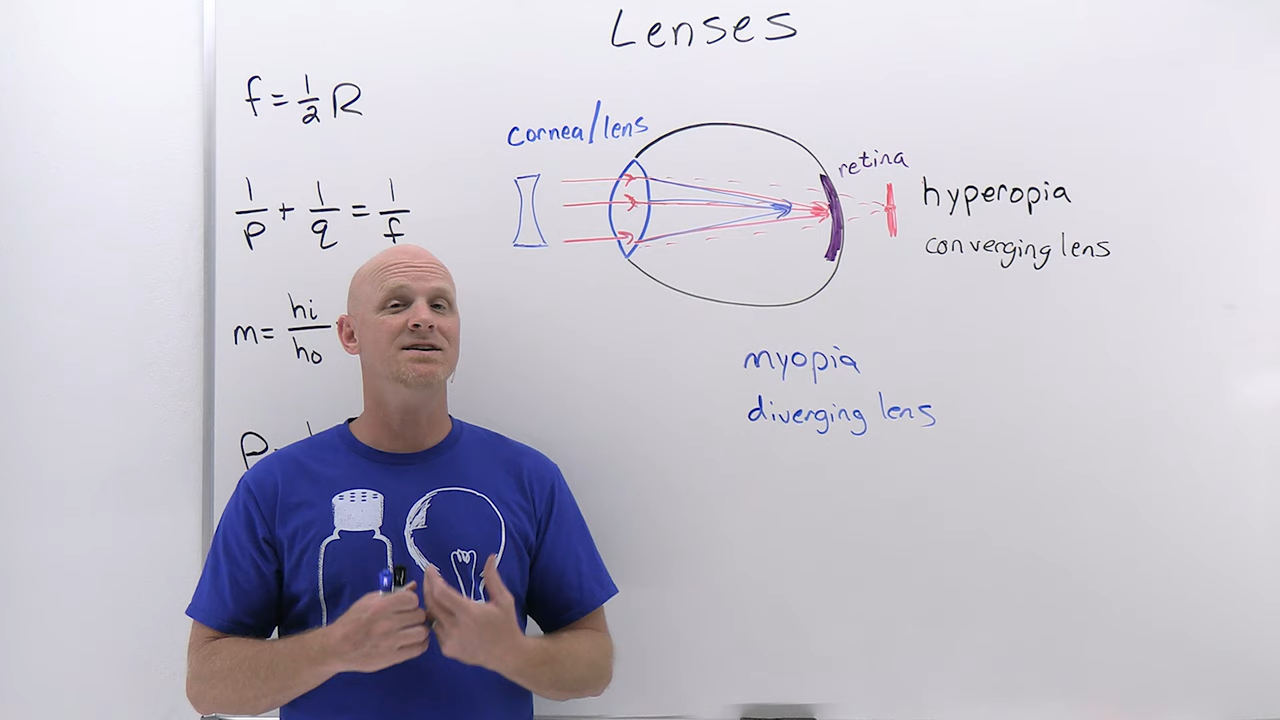 Lenses
f = 1/2 R
1/p + 1/q = 1/f
m = hi/ho
P
cornea/lens
retina
hyperopia
converging lens
myopia
diverging lens